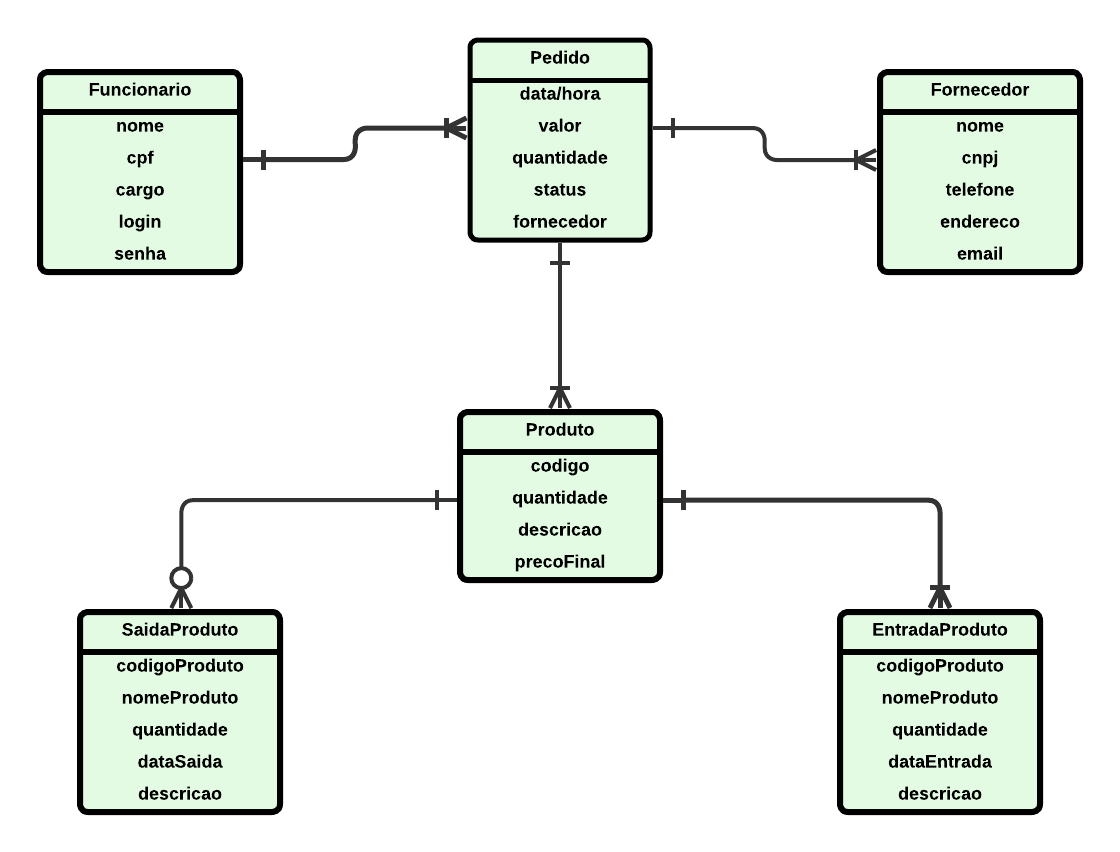 Funcionario
nome
cpf
cargo
login
senha
Pedido
data/hora
valor
quantidade
status
fornecedor
Fornecedor
nome
cnpj
telefone
endereco
email
Produto
codigo
quantidade
descricao
precoFinal
SaidaProduto
codigoProduto
nomeProduto
quantidade
dataSaida
descricao
EntradaProduto
codigoProduto
nomeProduto
quantidade
dataEntrada
descricao